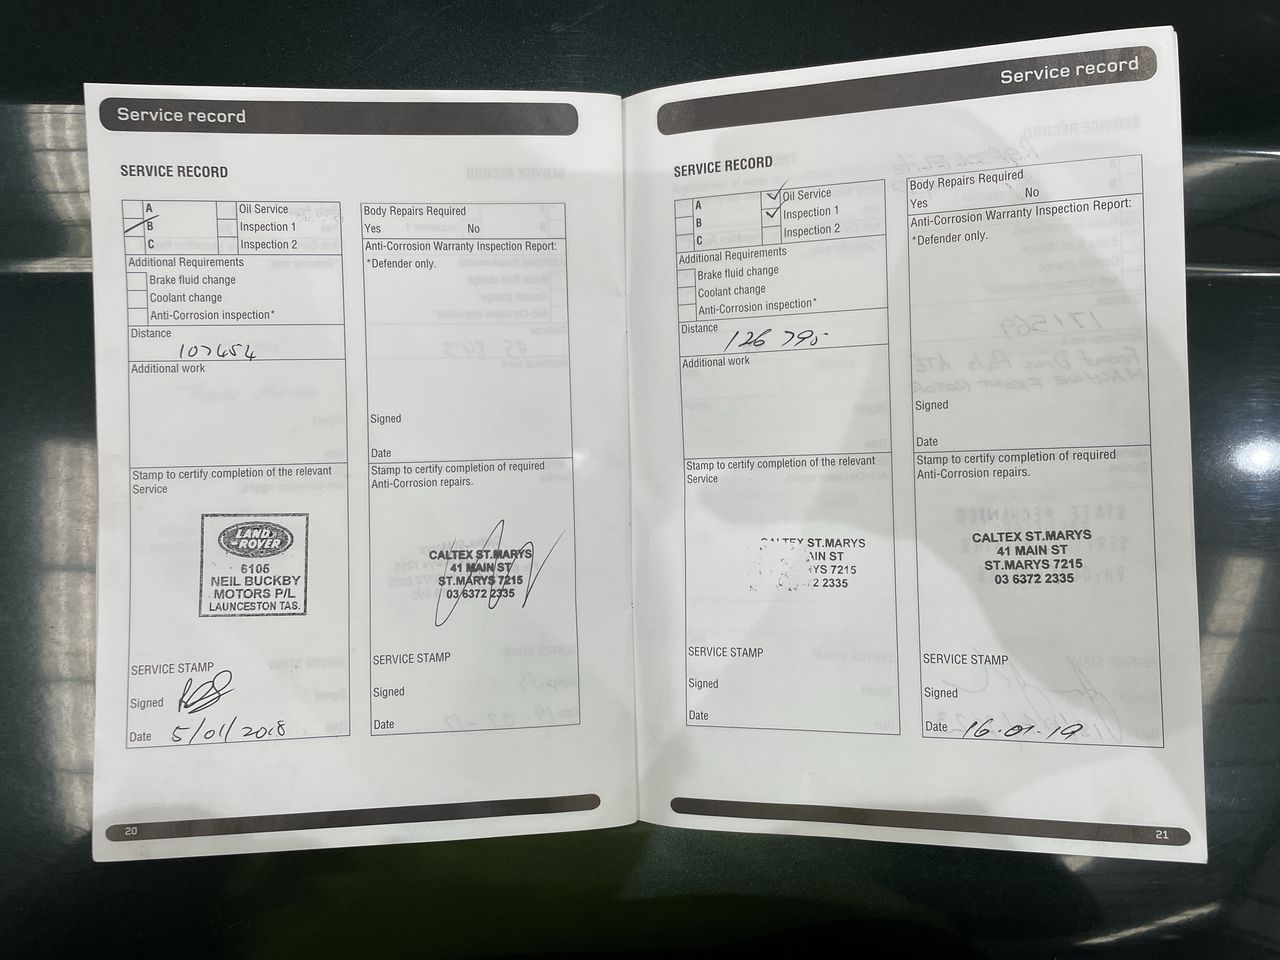 Service record
SERVICE RECORD
A
B
C
Oil Service
Inspection 1
Inspection 2
Additional Requirements
Brake fluid change
Coolant change
Anti-Corrosion inspection*
Distance
107454
Additional work
Stamp to certify completion of the relevant
Service
LAND
-ROVER
6105
NEIL BUCKBY
MOTORS P/L
LAUNCESTON TAS.
SERVICE STAMP
Signed
Date 5/01/2018
Body Repairs Required
Yes No
Anti-Corrosion Warranty Inspection Report:
*Defender only.
Signed
Date
Stamp to certify completion of required
Anti-Corrosion repairs.
CALTEX ST.MARYS
41 MAIN ST
ST.MARYS 7215
03 6372 2335
SERVICE STAMP
Signed
Date
20
Service record
SERVICE RECORD
A
B
C
Oil Service
Inspection 1
Inspection 2
Additional Requirements
Brake fluid change
Coolant change
Anti-Corrosion inspection*
Distance
126 795
Additional work
Stamp to certify completion of the relevant
Service
ST.MARYS
ST
7215
2335
SERVICE STAMP
Signed
Date
Body Repairs Required
Yes No
Anti-Corrosion Warranty Inspection Report:
*Defender only.
Signed
Date
Stamp to certify completion of required
Anti-Corrosion repairs.
CALTEX ST.MARYS
41 MAIN ST
ST.MARYS 7215
03 6372 2335
SERVICE STAMP
Signed
Date 16.01.19
21